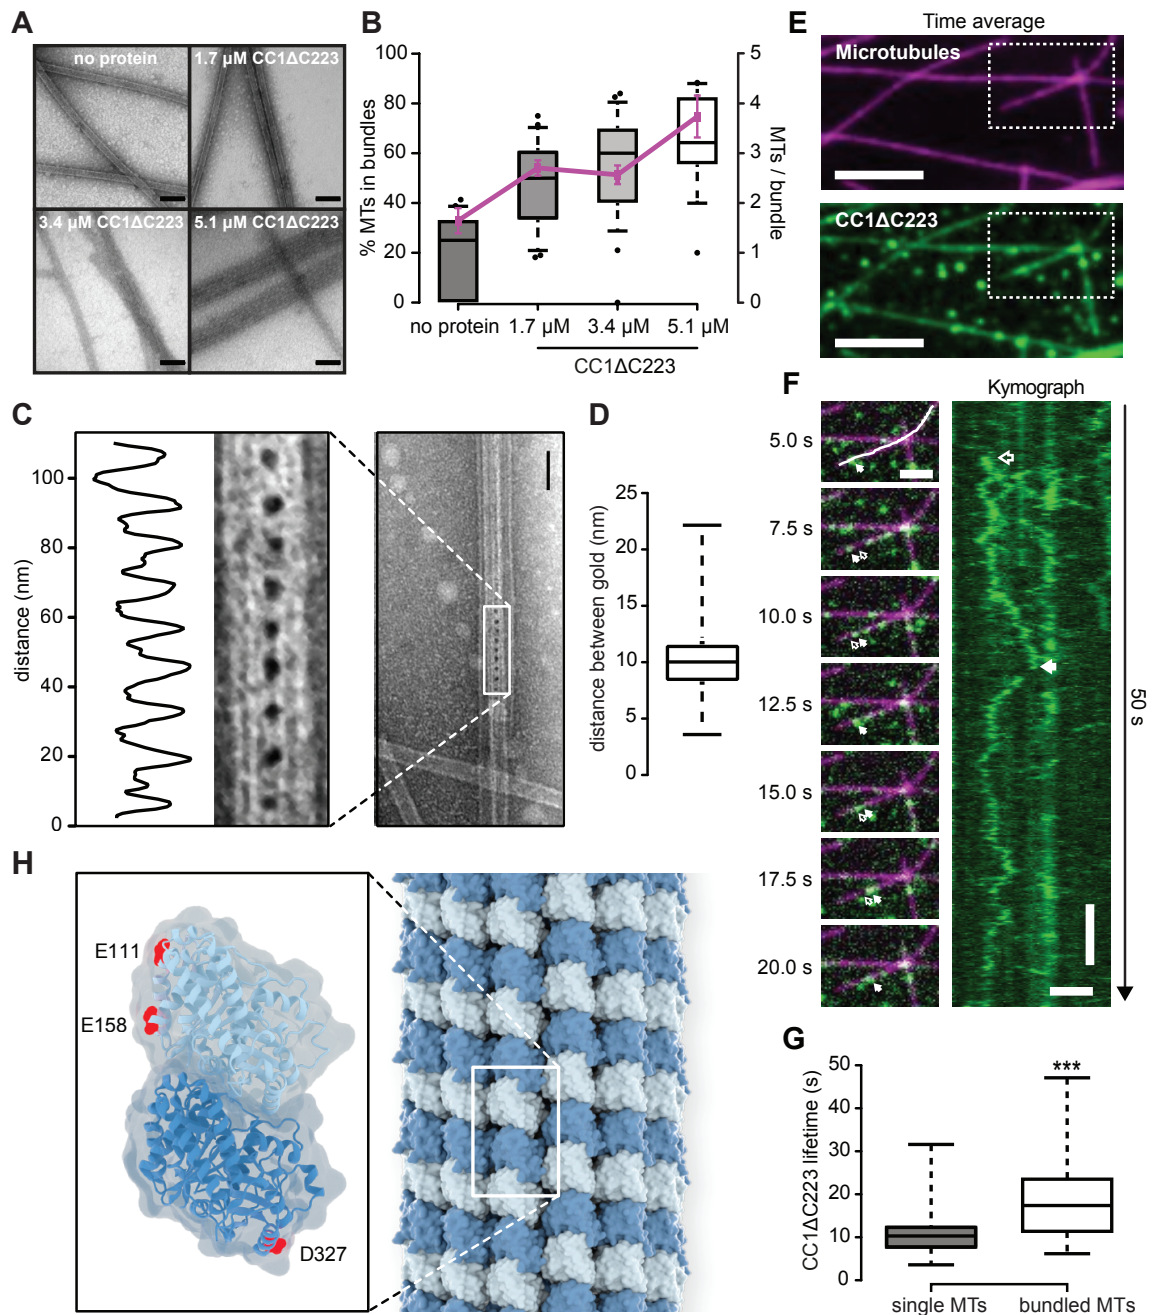 A
no protein
1.7 µM CC1ΔC223
3.4 µM CC1ΔC223
5.1 µM CC1ΔC223
B
% MTs in bundles
100
80
60
40
20
0
5
4
3
2
1
0
MTs / bundle
no protein
1.7 µM
3.4 µM
5.1 µM
CC1ΔC223
E
Time average
Microtubules
CC1ΔC223
C
distance (nm)
100
80
60
40
20
0
D
distance between gold (nm)
25
20
15
10
5
0
F
Kymograph
5.0 s
7.5 s
10.0 s
12.5 s
15.0 s
17.5 s
20.0 s
50 s
H
E111
E158
D327
G
CC1ΔC223 lifetime (s)
50
40
30
20
10
0
***
single MTs
bundled MTs